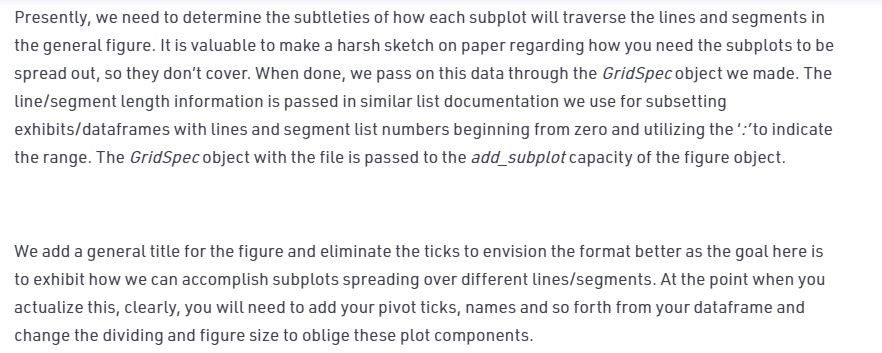 Presently, we need to determine the subtleties of how each subplot will traverse the lines and segments in
the general figure. It is valuable to make a harsh sketch on paper regarding how you need the subplots to be
spread out, so they don't cover. When done, we pass on this data through the GridSpec object we made. The
line/segment length information is passed in similar list documentation we use for subsetting
exhibits/dataframes with lines and segment list numbers beginning from zero and utilizing the ':'to indicate
the range. The GridSpec object with the file is passed to the add_subplot capacity of the figure object.
We add a general title for the figure and eliminate the ticks to envision the format better as the goal here is
to exhibit how we can accomplish subplots spreading over different lines/segments. At the point when you
actualize this, clearly, you will need to add your pivot ticks, names and so forth from your dataframe and
change the dividing and figure size to oblige these plot components.